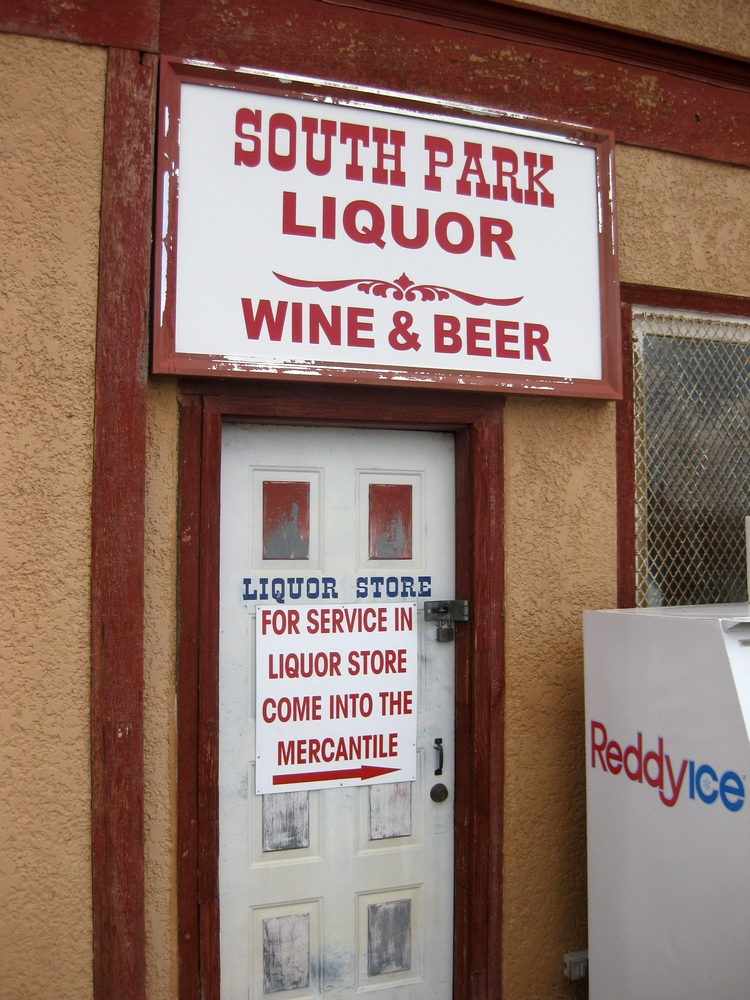 SOUTH PARK
LIQUOR
WINE & BEER
LIQUOR STORE
FOR SERVICE IN
LIQUOR STORE
COME INTO THE
MERCANTILE
Reddyice